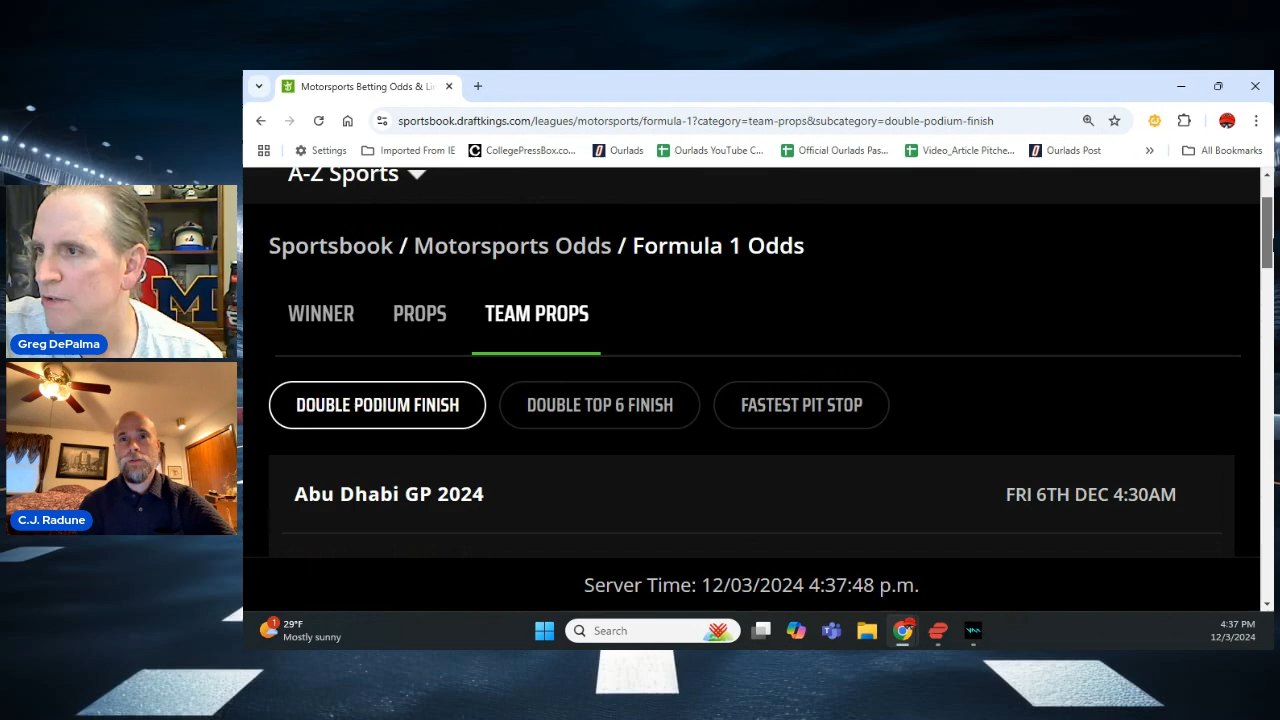 Motorsports Betting Odds & Li
sportsbook.draftkings.com/leagues/motorsports/formula-1?category=team-props&subcategory=double-podium-finish
Settings
Imported From IE
CollegePressBox.co...
Ourlads
Ourlads YouTube C...
Official Ourlads Pas...
Video_Article Pitche...
Ourlads Post
»
All Bookmarks
A-Z Sports
Sportsbook / Motorsports Odds / Formula 1 Odds
WINNER
PROPS
TEAM PROPS
DOUBLE PODIUM FINISH
DOUBLE TOP 6 FINISH
FASTEST PIT STOP
Abu Dhabi GP 2024
FRI 6TH DEC 4:30AM
Server Time: 12/03/2024 4:37:48 p.m.
Greg DePalma
M
C.J. Radune
1
29°F
Mostly sunny
Search
4:37 PM
12/3/2024